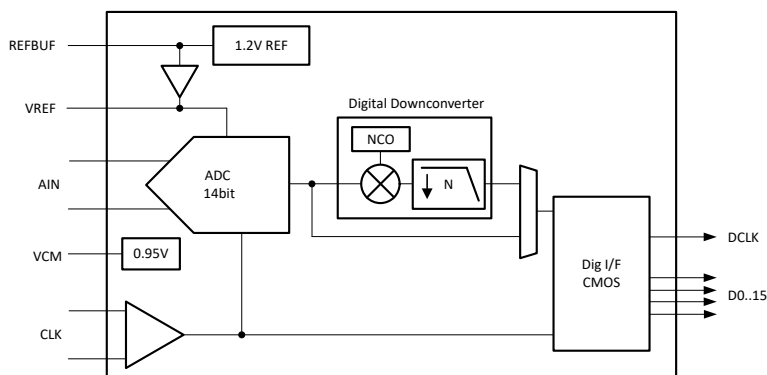 REFBUF
1.2V REF
VREF
Digital Downconverter
NCO
ADC
14bit
N
AIN
VCM
0.95V
Dig I/F
CMOS
DCLK
D0..15
CLK